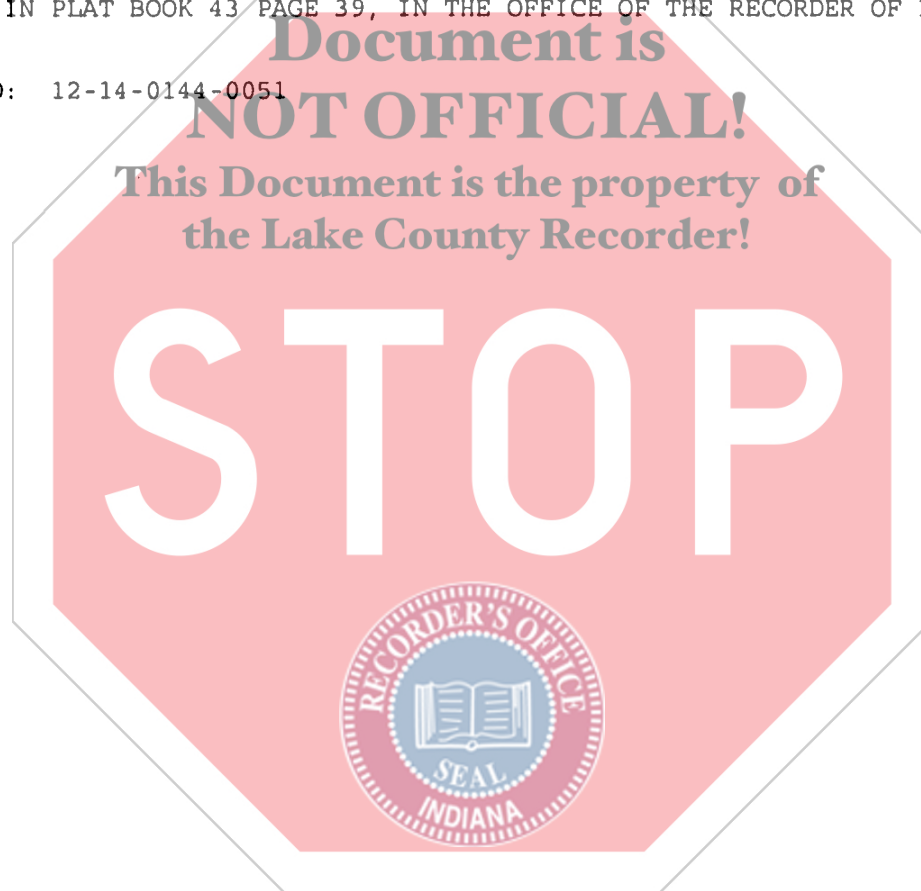 IN PLAT BOOK 43 PAGE 39, IN THE OFFICE OF THE RECORDER OF
Document is
: 12-14-0144-0051
NOT OFFICIAL!
This Document is the property of
the Lake County Recorder!
STOP
RECORDER'S OFFICE
SEAL
INDIANA